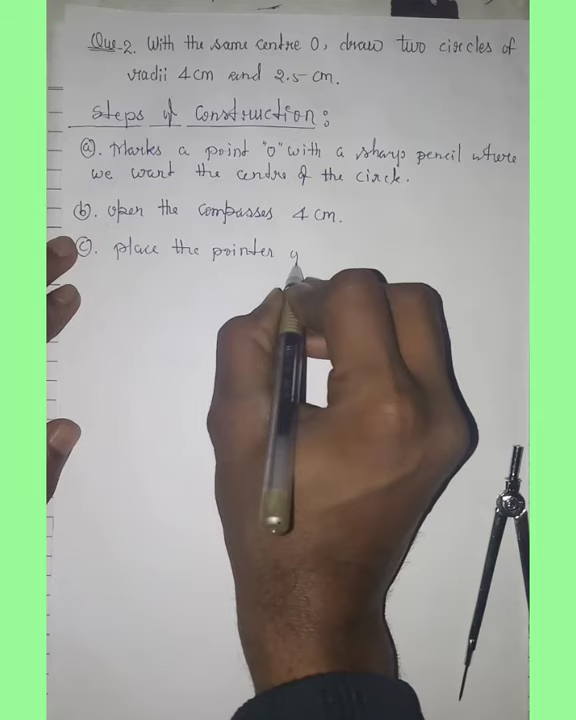 Que-2. With the same centre O, draw two circles of
radii 4cm and 2.5 cm.
Steps of Construction:
(a). Marks a point "O" with a sharp pencil where
we want the centre of the circle.
(b). open the compasses 4 cm.
(c). place the pointer